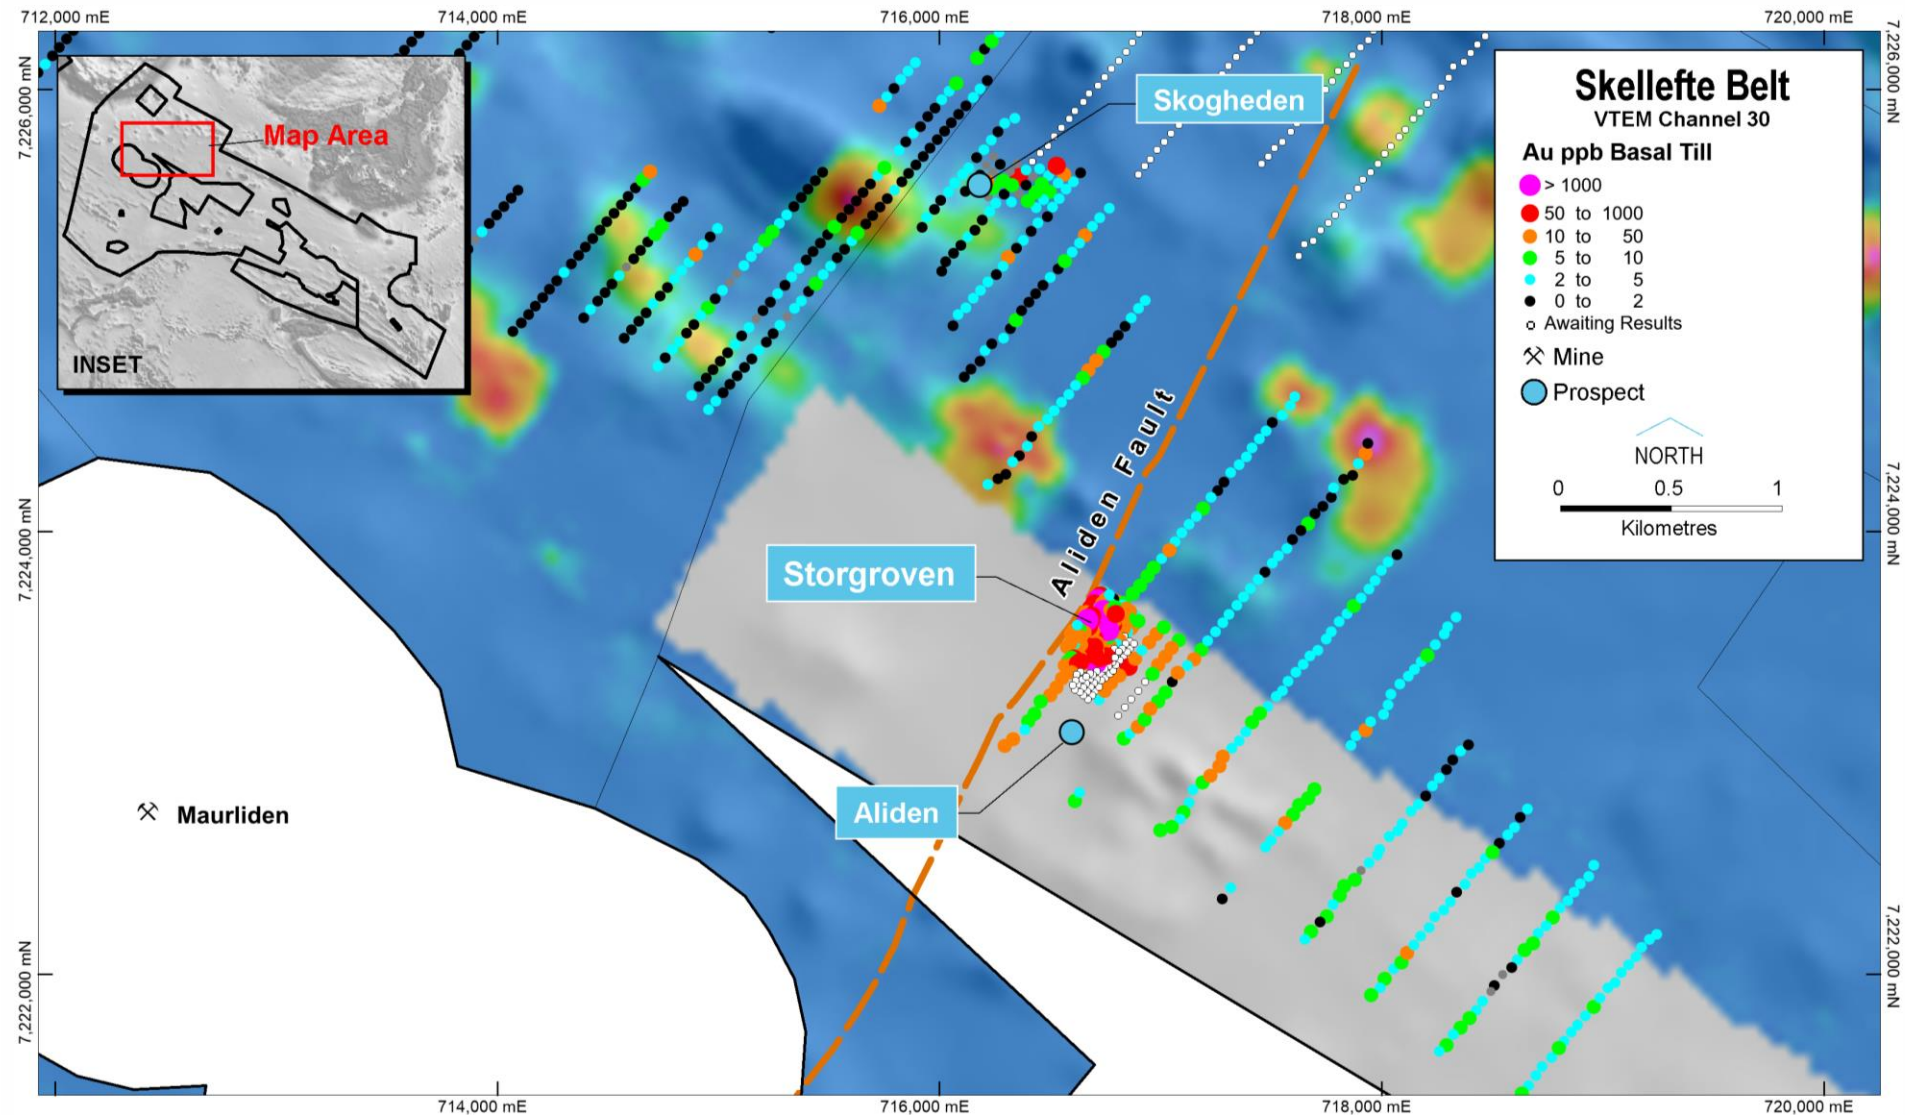 712,000 mE
714,000 mE
716,000 mE
718,000 mE
720,000 mE
7,226,000 mN
7,226,000 mN
Map Area
INSET
Skogheden
Skellefte Belt
VTEM Channel 30
Au ppb Basal Till
> 1000
50 to 1000
10 to 50
5 to 10
2 to 5
0 to 2
Awaiting Results
Mine
Prospect
NORTH
0 0.5 1
Kilometres
Aliden Fault
7,224,000 mN
7,224,000 mN
Storgroven
Aliden
Maurliden
7,222,000 mN
7,222,000 mN
714,000 mE
716,000 mE
718,000 mE
720,000 mE